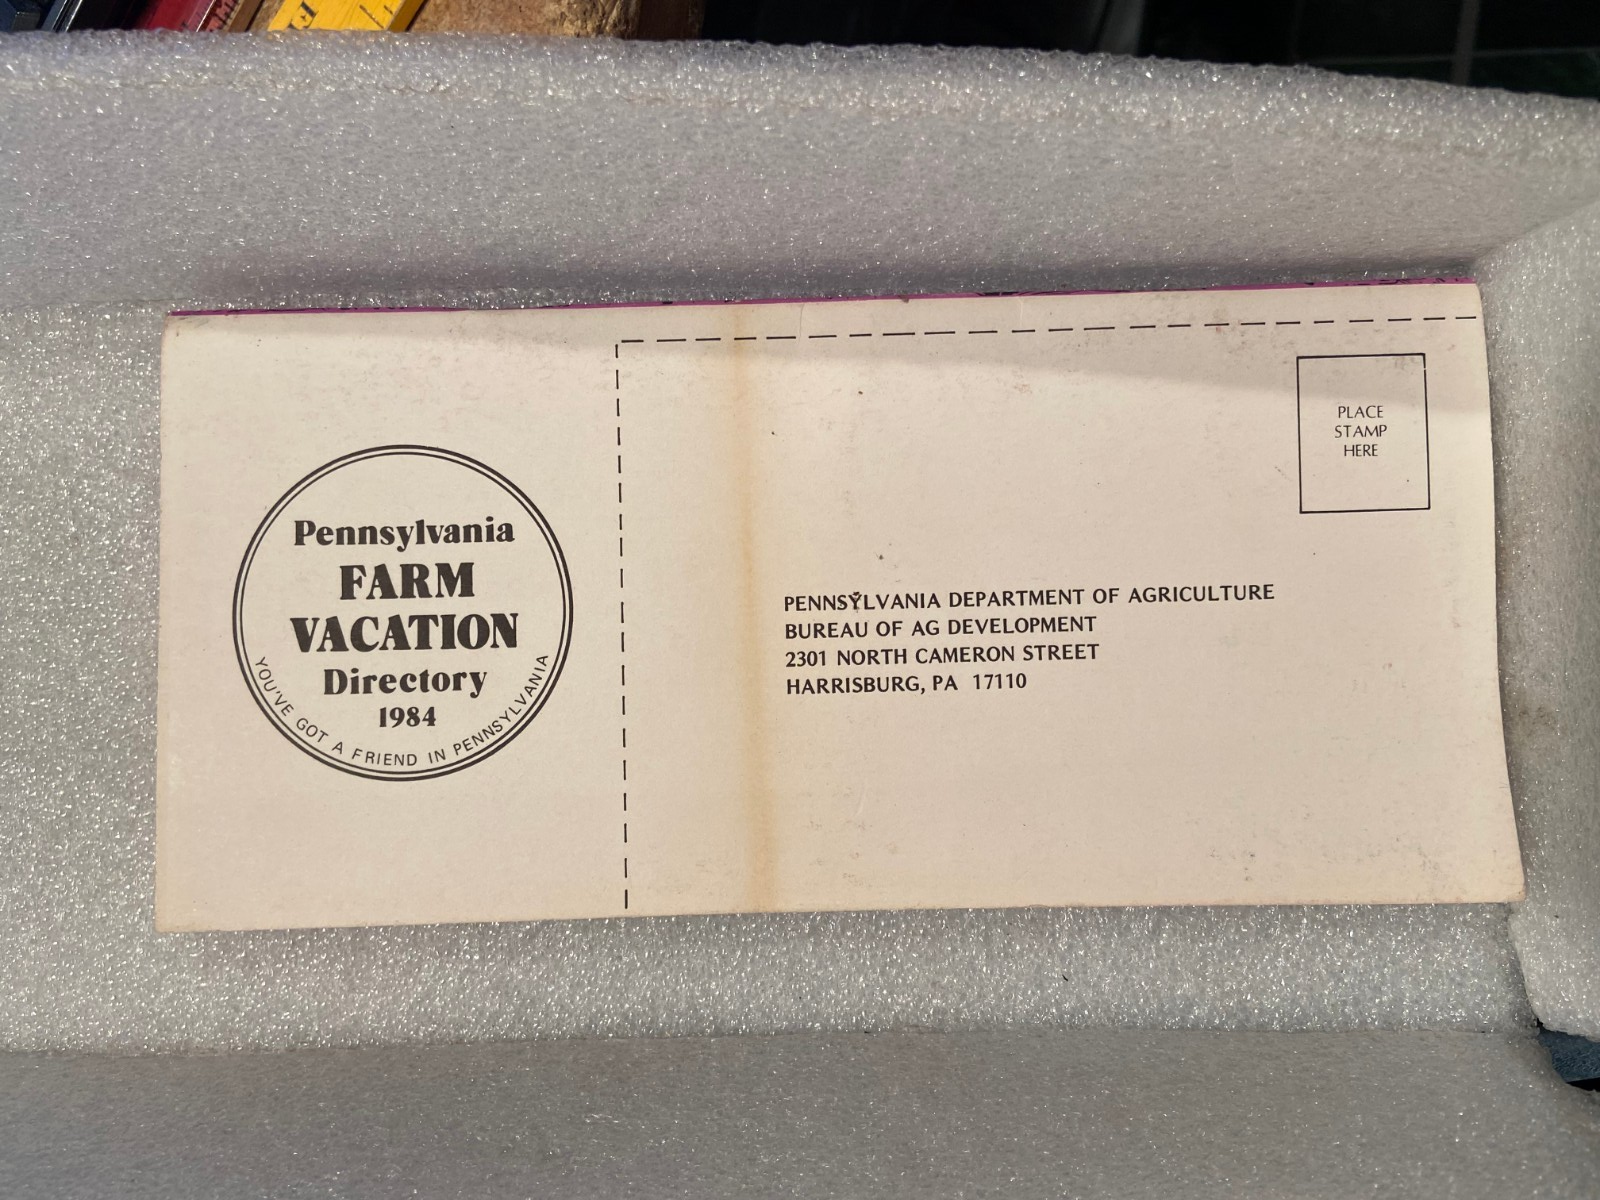 Pennsylvania
FARM
VACATION
Directory
1984
YOU'VE GOT A FRIEND IN PENNSYLVANIA
PLACE
STAMP
HERE
PENNSYLVANIA DEPARTMENT OF AGRICULTURE
BUREAU OF AG DEVELOPMENT
2301 NORTH CAMERON STREET
HARRISBURG, PA 17110